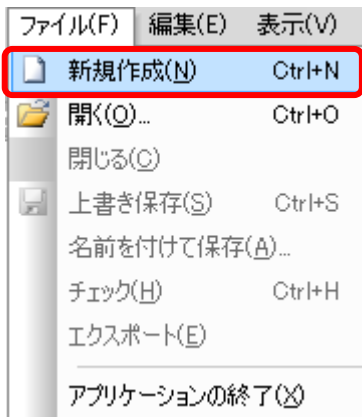 ファイル(F) 編集(E) 表示(V)
新規作成(N) Ctrl+N
開く(O)... Ctrl+O
閉じる(C)
上書き保存(S) Ctrl+S
名前を付けて保存(A)...
チェック(H) Ctrl+H
エクスポート(E)
アプリケーションの終了(X)